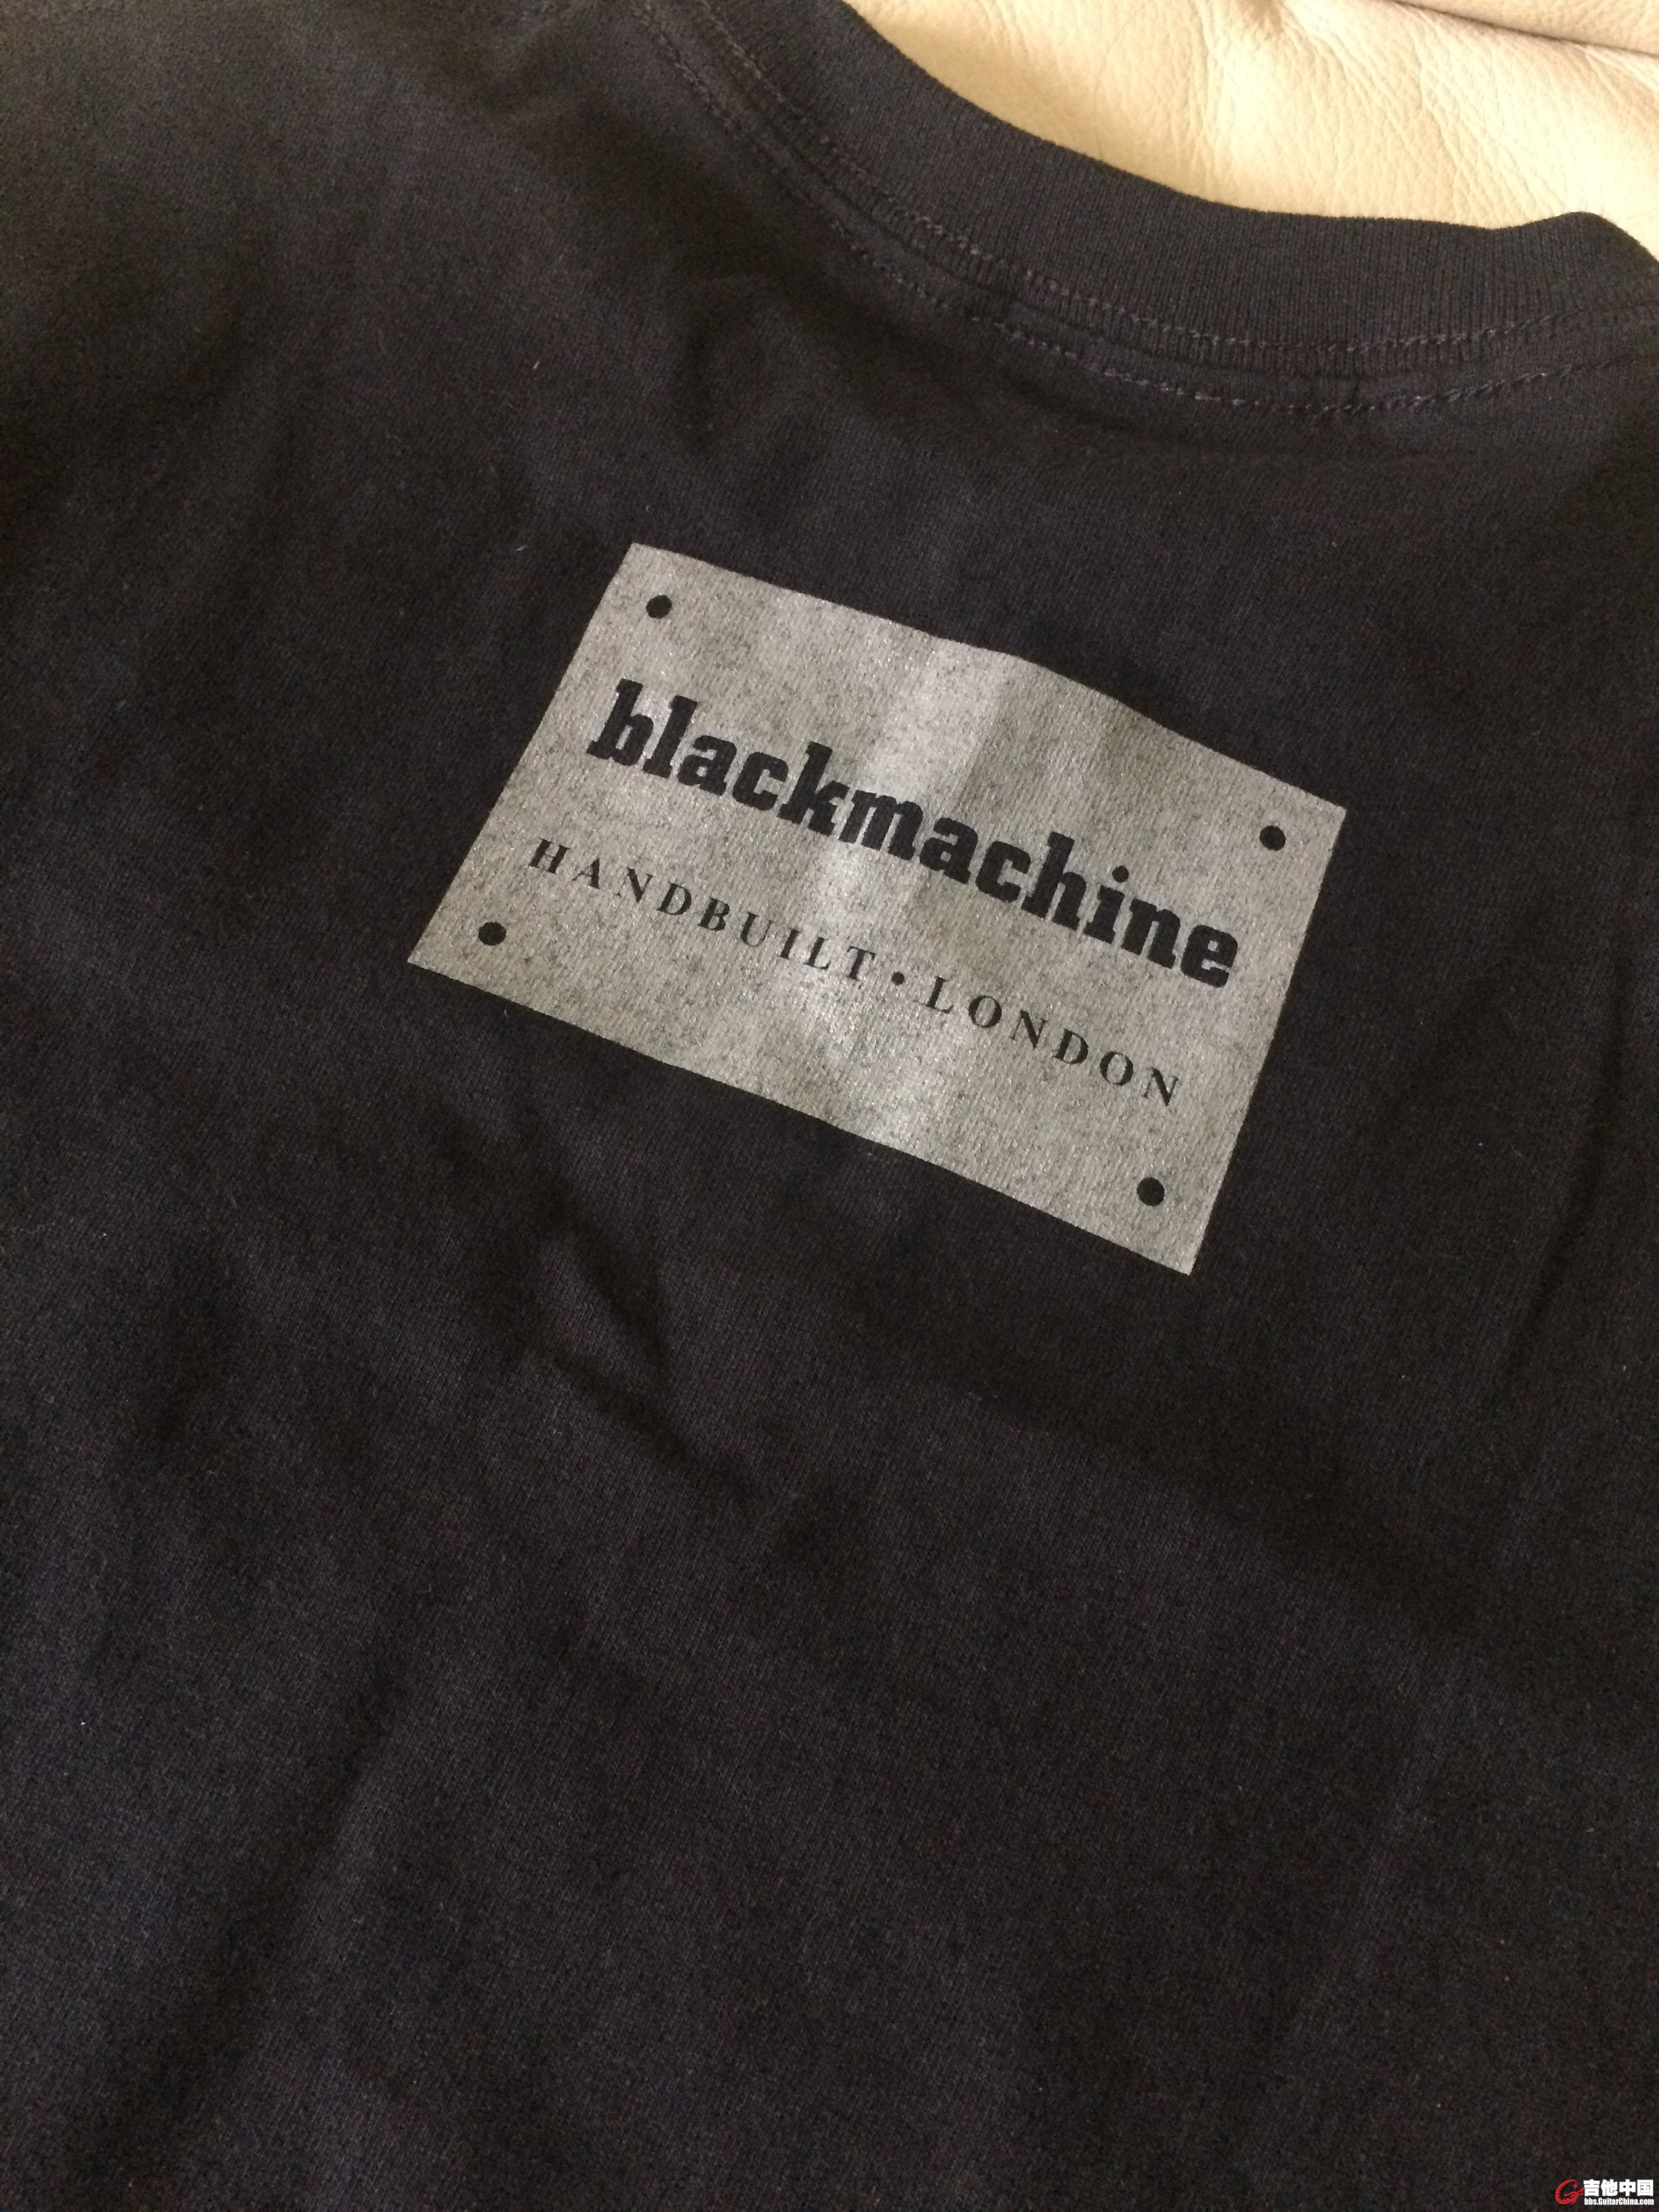 blackmachine
HANDBUILT • LONDON
吉他中国
bbs.GuitarChina.com